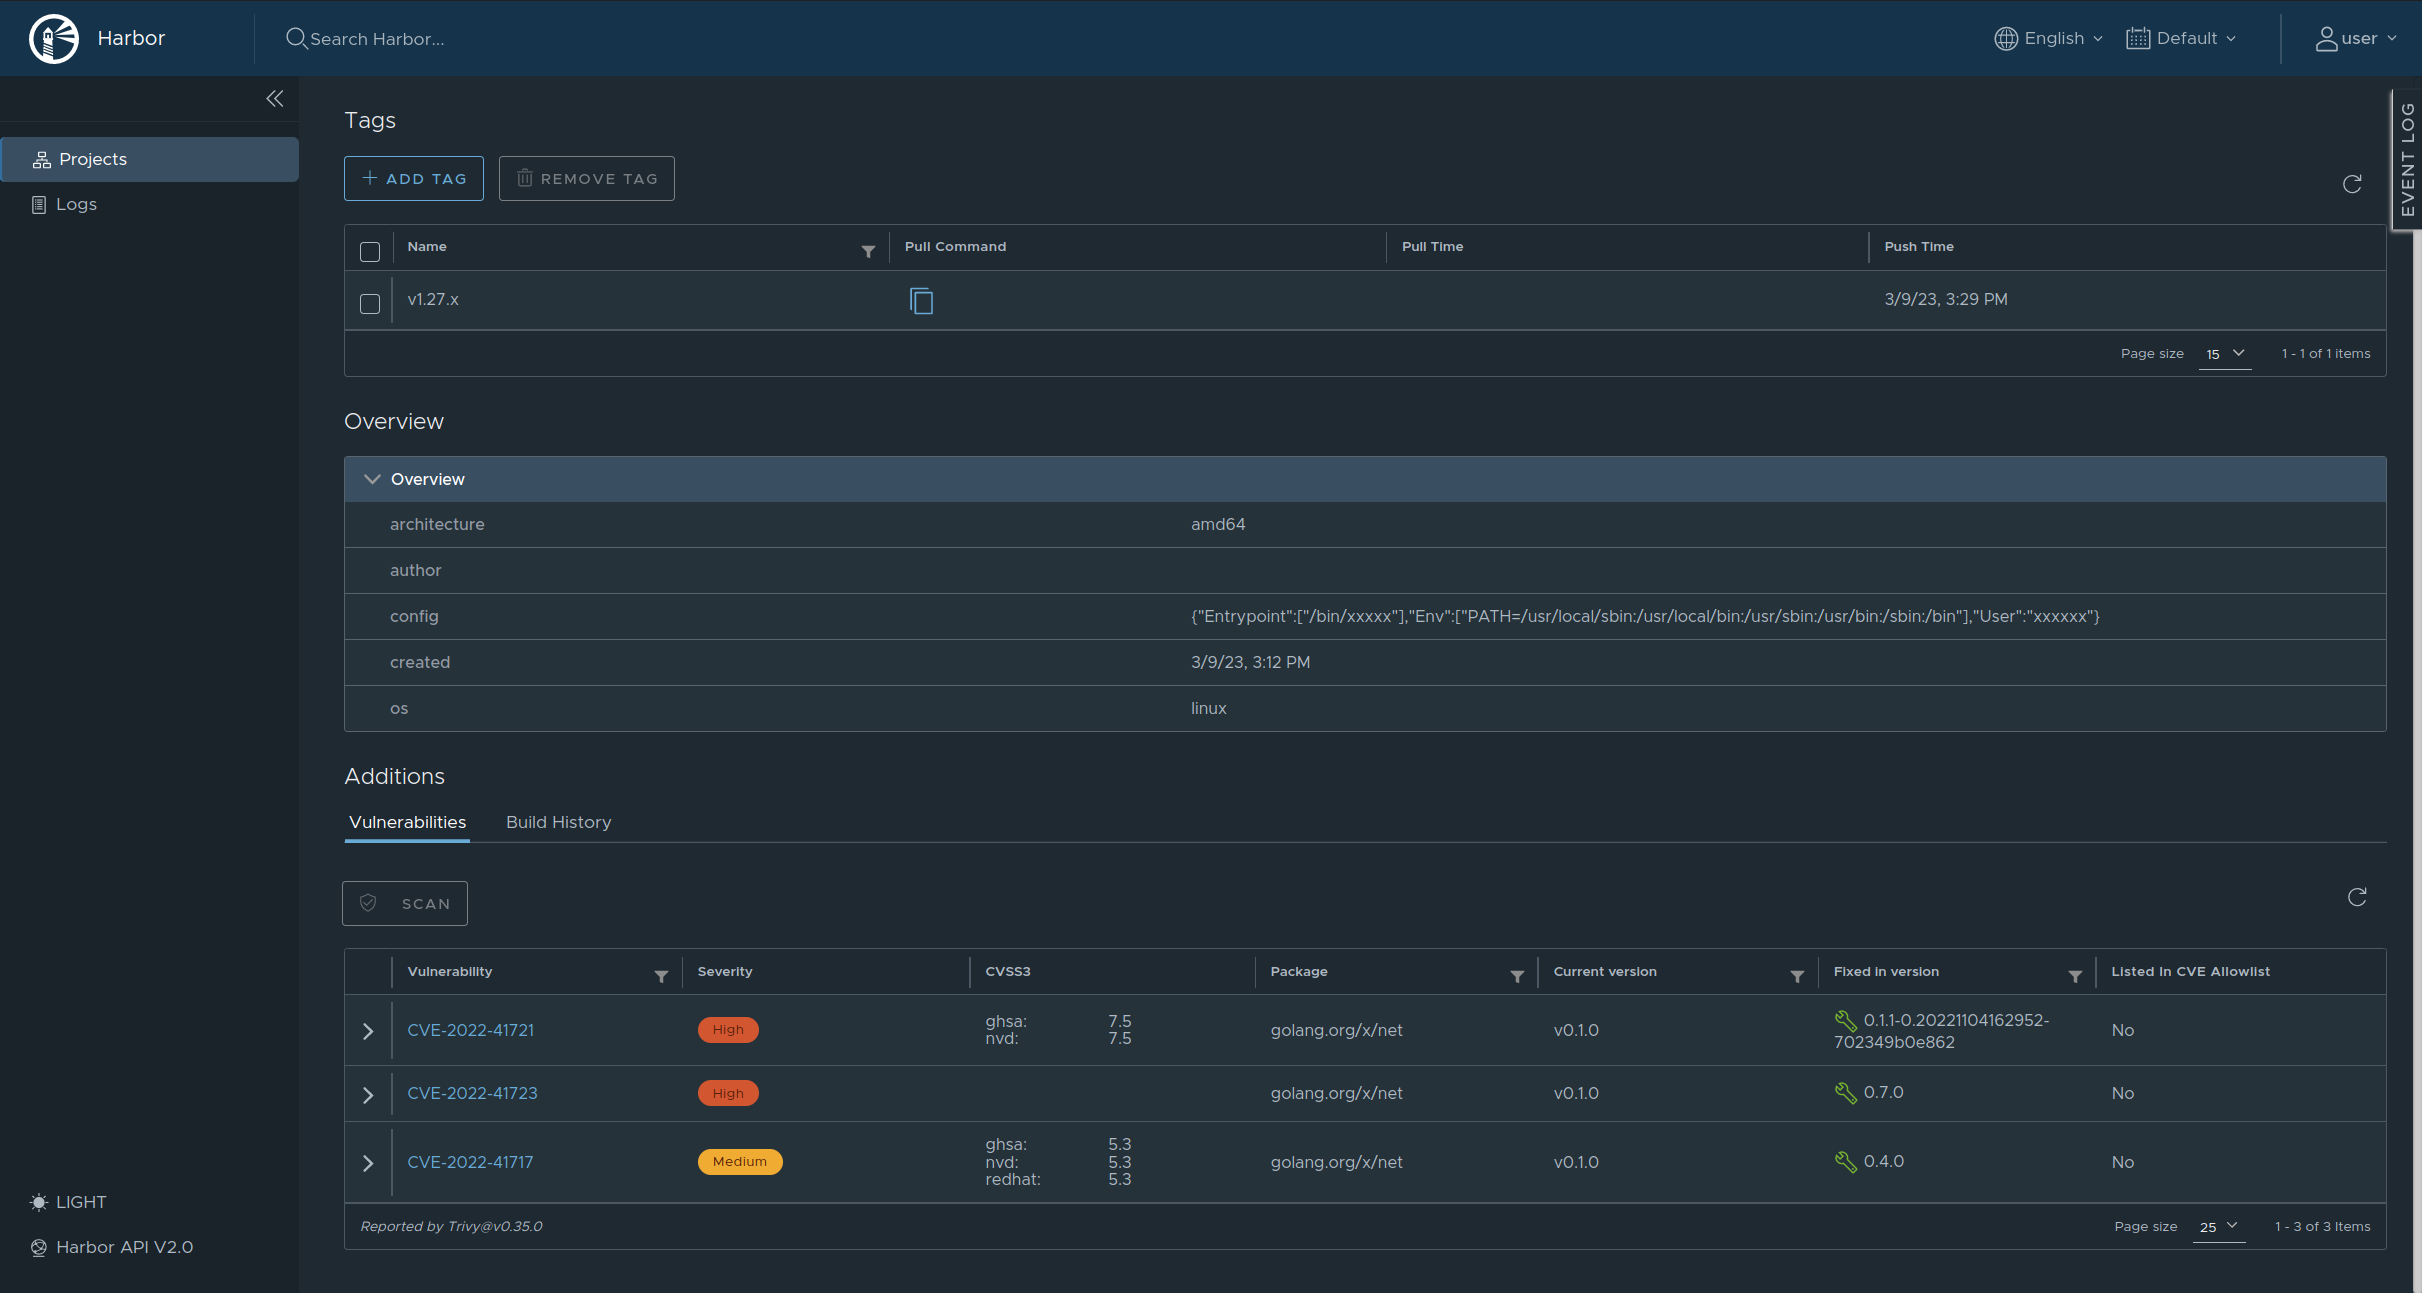 Harbor
Search Harbor...
English
Default
user
EVENT LOG
Projects
Logs
LIGHT
Harbor API V2.0
Tags
ADD TAG
REMOVE TAG
Name Pull Command Pull Time Push Time
v1.27.x 3/9/23, 3:29 PM
Page size 15 1 - 1 of 1 items
Overview
Overview
architecture amd64
author
config {"Entrypoint":["/bin/xxxxx"],"Env":["PATH=/usr/local/sbin:/usr/local/bin:/usr/sbin:/usr/bin:/sbin:/bin"],"User":"xxxxxx"}
created 3/9/23, 3:12 PM
os linux
Additions
Vulnerabilities Build History
SCAN
Vulnerability Severity CVSS3 Package Current version Fixed in version Listed In CVE Allowlist
CVE-2022-41721 High ghsa: 7.5 nvd: 7.5 golang.org/x/net v0.1.0 0.1.1-0.20221104162952-702349b0e862 No
CVE-2022-41723 High golang.org/x/net v0.1.0 0.7.0 No
CVE-2022-41717 Medium ghsa: 5.3 nvd: 5.3 redhat: 5.3 golang.org/x/net v0.1.0 0.4.0 No
Reported by Trivy@v0.35.0 Page size 25 1 - 3 of 3 Items